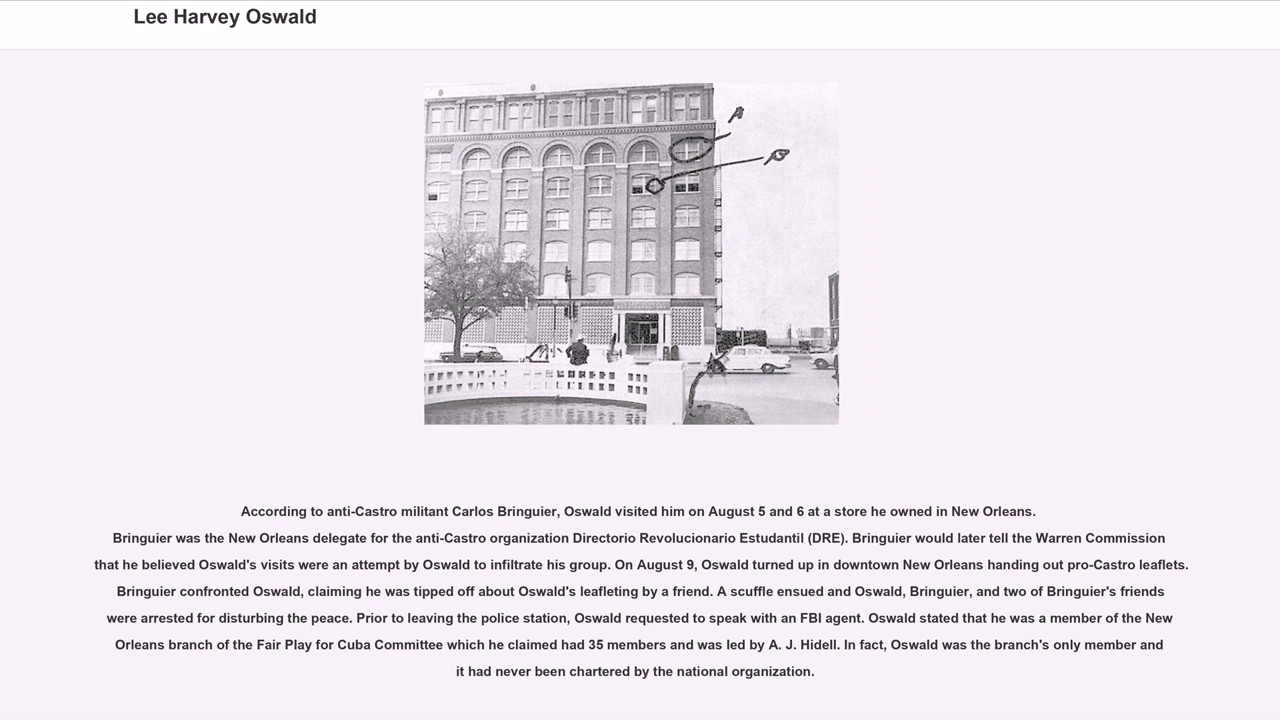 Lee Harvey Oswald
A
B
According to anti-Castro militant Carlos Bringuier, Oswald visited him on August 5 and 6 at a store he owned in New Orleans.
Bringuier was the New Orleans delegate for the anti-Castro organization Directorio Revolucionario Estudantil (DRE). Bringuier would later tell the Warren Commission
that he believed Oswald's visits were an attempt by Oswald to infiltrate his group. On August 9, Oswald turned up in downtown New Orleans handing out pro-Castro leaflets.
Bringuier confronted Oswald, claiming he was tipped off about Oswald's leafleting by a friend. A scuffle ensued and Oswald, Bringuier, and two of Bringuier's friends
were arrested for disturbing the peace. Prior to leaving the police station, Oswald requested to speak with an FBI agent. Oswald stated that he was a member of the New
Orleans branch of the Fair Play for Cuba Committee which he claimed had 35 members and was led by A. J. Hidell. In fact, Oswald was the branch's only member and
it had never been chartered by the national organization.